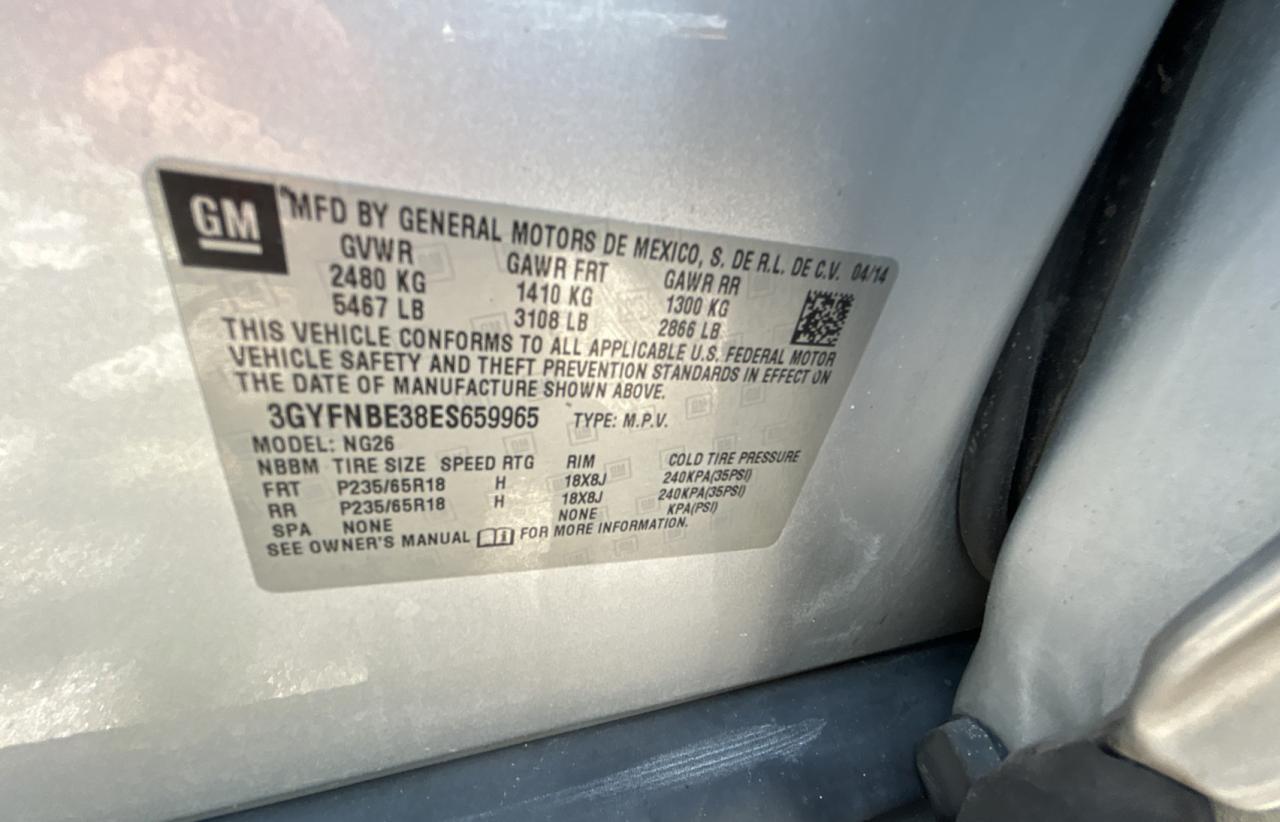 GM
MFD BY GENERAL MOTORS DE MEXICO, S. DE R.L. DE C.V. 04/14
GVWR GAWR FRT GAWR RR
2480 KG 1410 KG 1300 KG
5467 LB 3108 LB 2866 LB
THIS VEHICLE CONFORMS TO ALL APPLICABLE U.S. FEDERAL MOTOR
VEHICLE SAFETY AND THEFT PREVENTION STANDARDS IN EFFECT ON
THE DATE OF MANUFACTURE SHOWN ABOVE.
3GYFNBE38ES659965 TYPE: M.P.V.
MODEL: NG26
NBBM TIRE SIZE SPEED RTG RIM COLD TIRE PRESSURE
FRT P235/65R18 H 18X8J 240KPA(35PSI)
RR P235/65R18 H 18X8J 240KPA(35PSI)
SPA NONE NONE KPA(PSI)
SEE OWNER'S MANUAL FOR MORE INFORMATION.